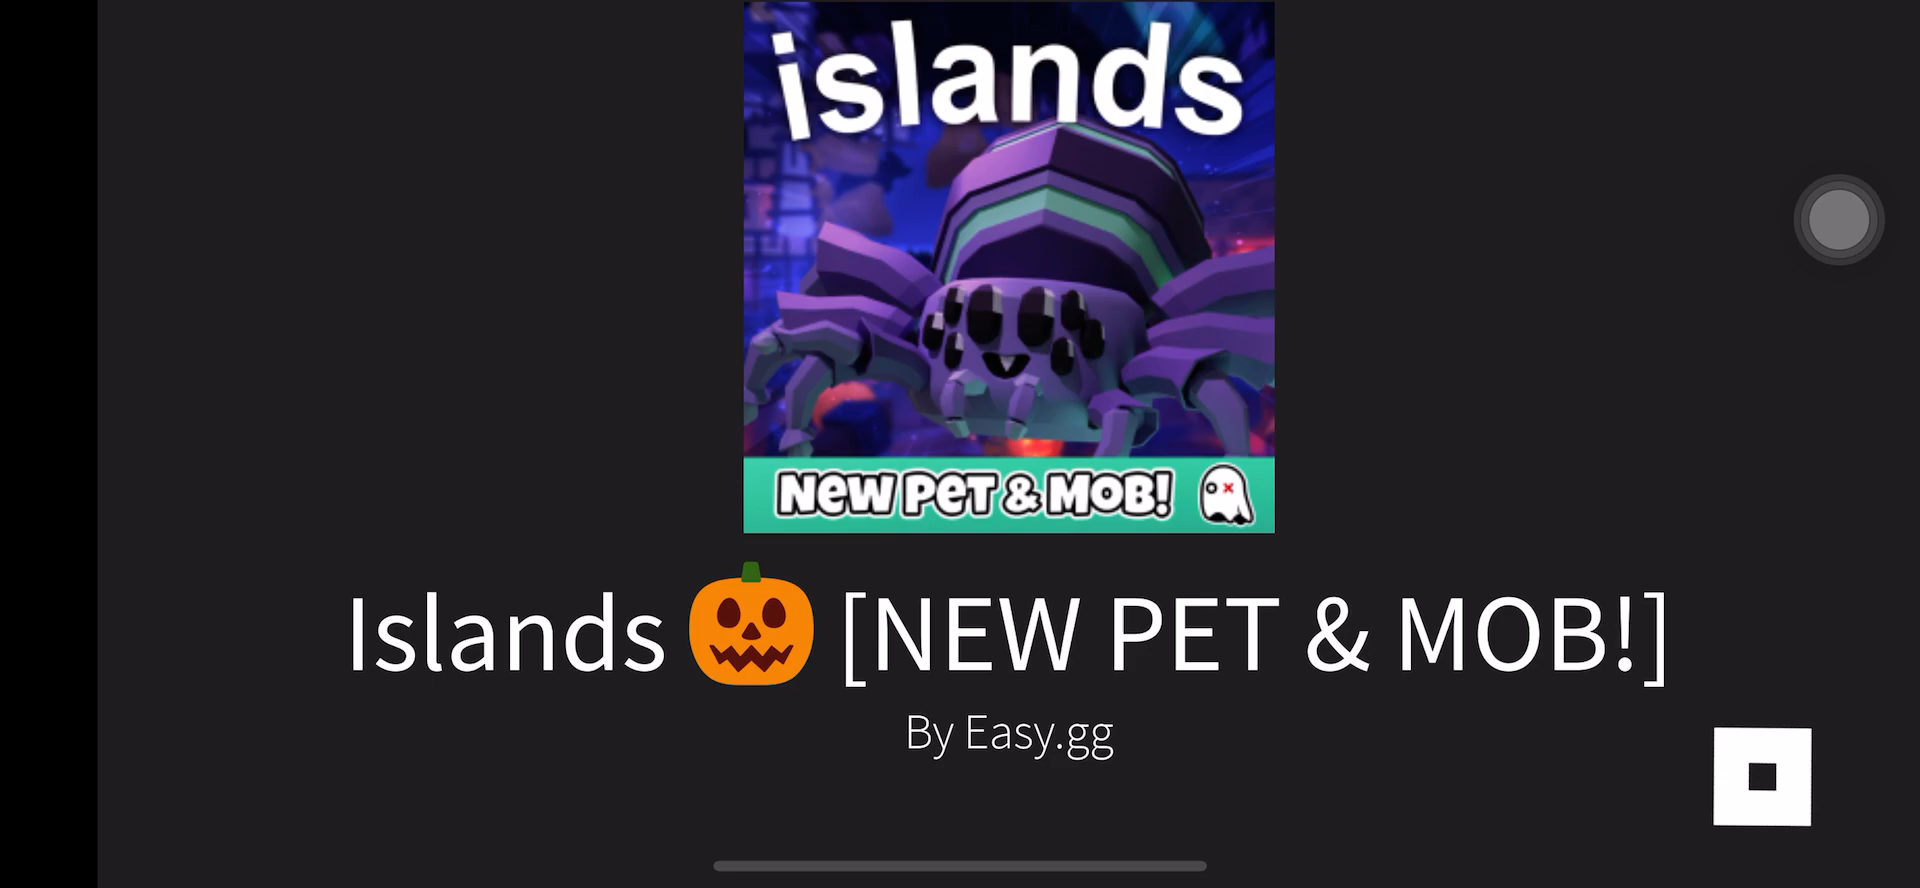 islands
NEW PET & MOB!
Islands 🎃 [NEW PET & MOB!]
By Easy.gg